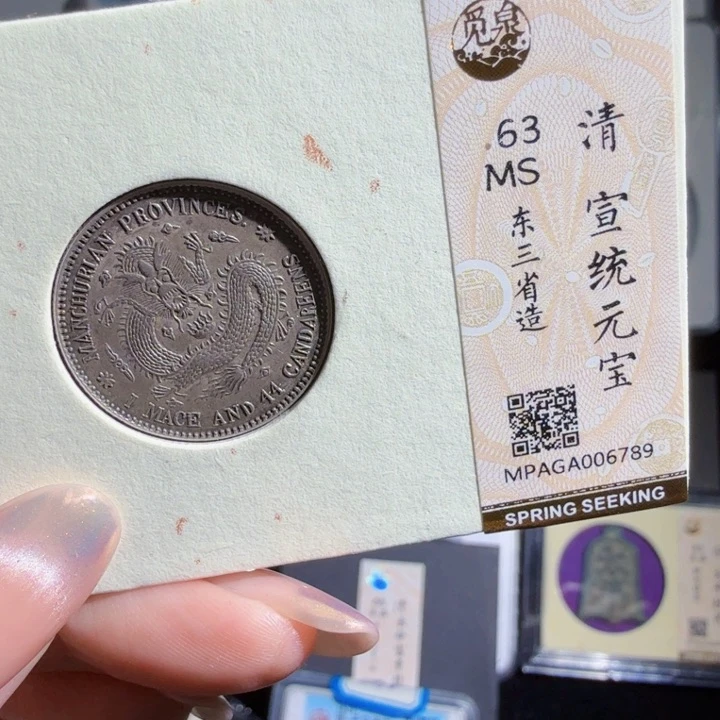 觅泉
清 宣统元宝
东三省造
63
MS
MPAGA006789
SPRING SEEKING
MANCHURIAN PROVINCES.
1 MACE AND 44 CANDAREENS